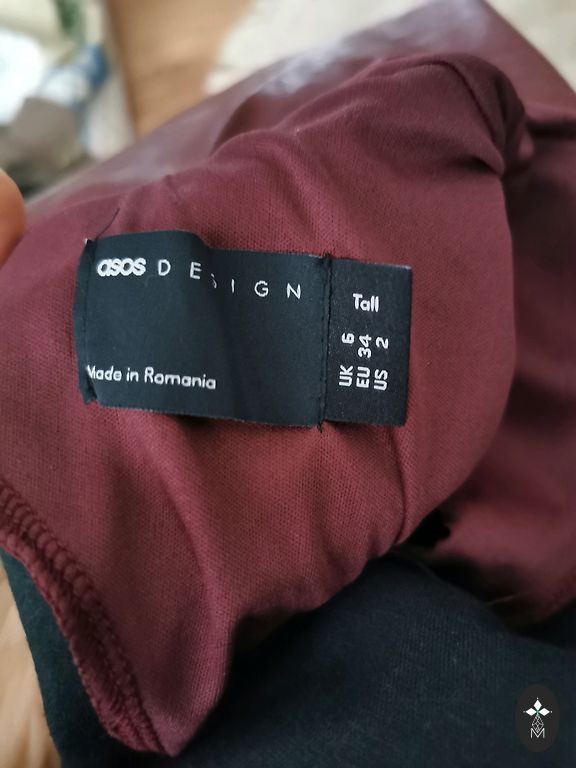 asos DESIGN
Made in Romania
Tall
UK 6
EU 34
US 2
M